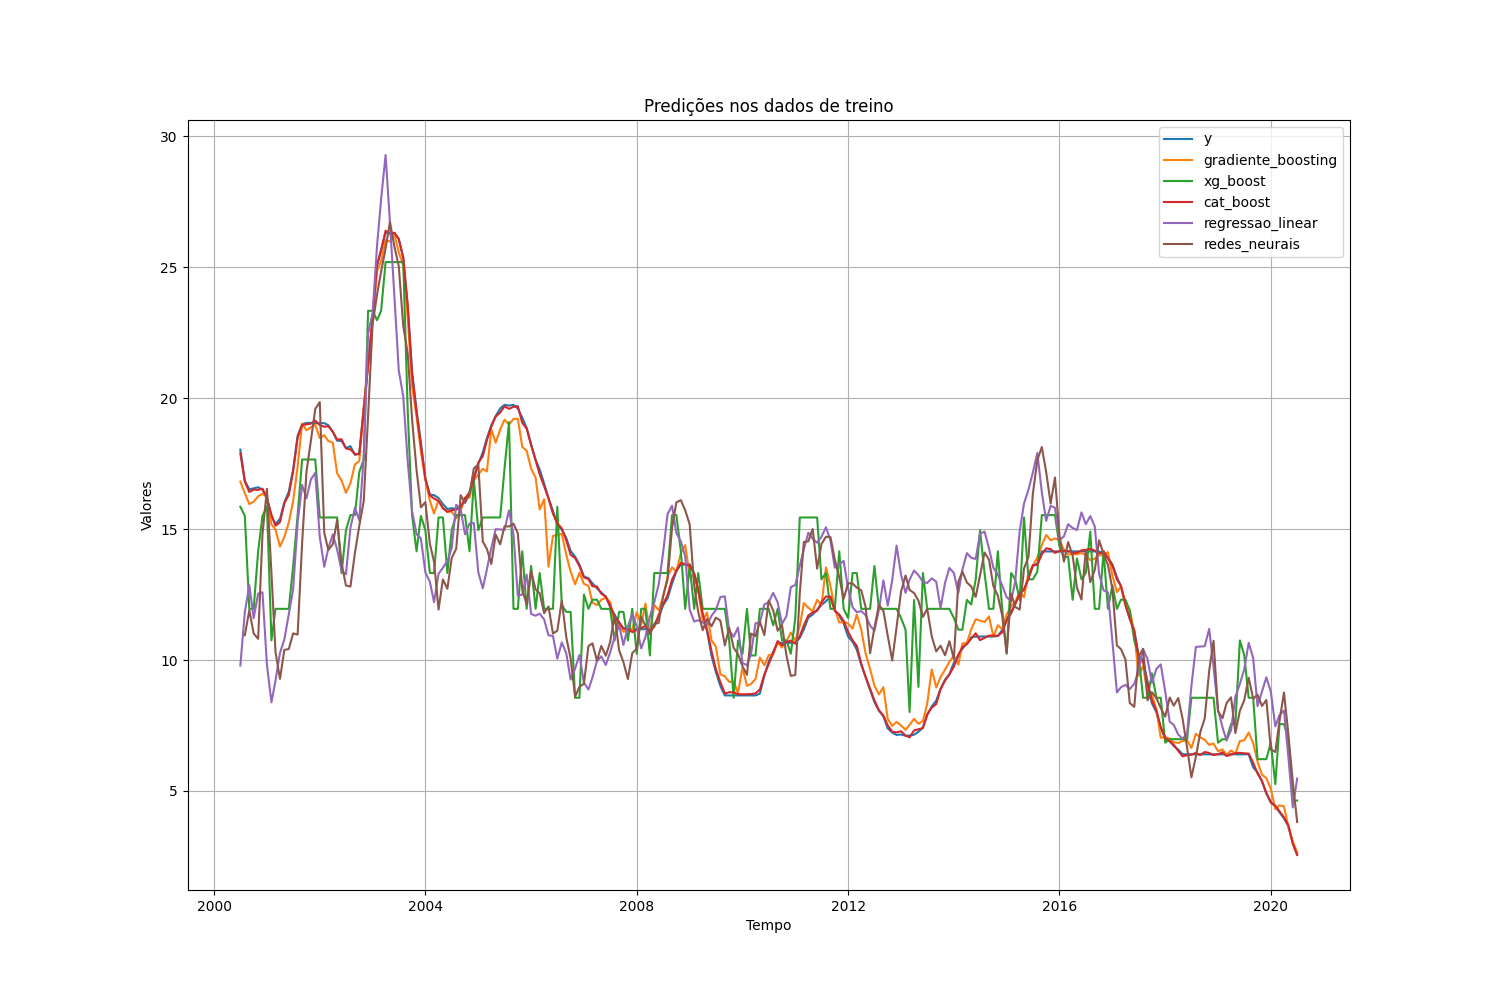 Predições nos dados de treino
30
25
20
15
10
5
Valores
y
gradiente_boosting
xg_boost
cat_boost
regressao_linear
redes_neurais
2000 2004 2008 2012 2016 2020
Tempo